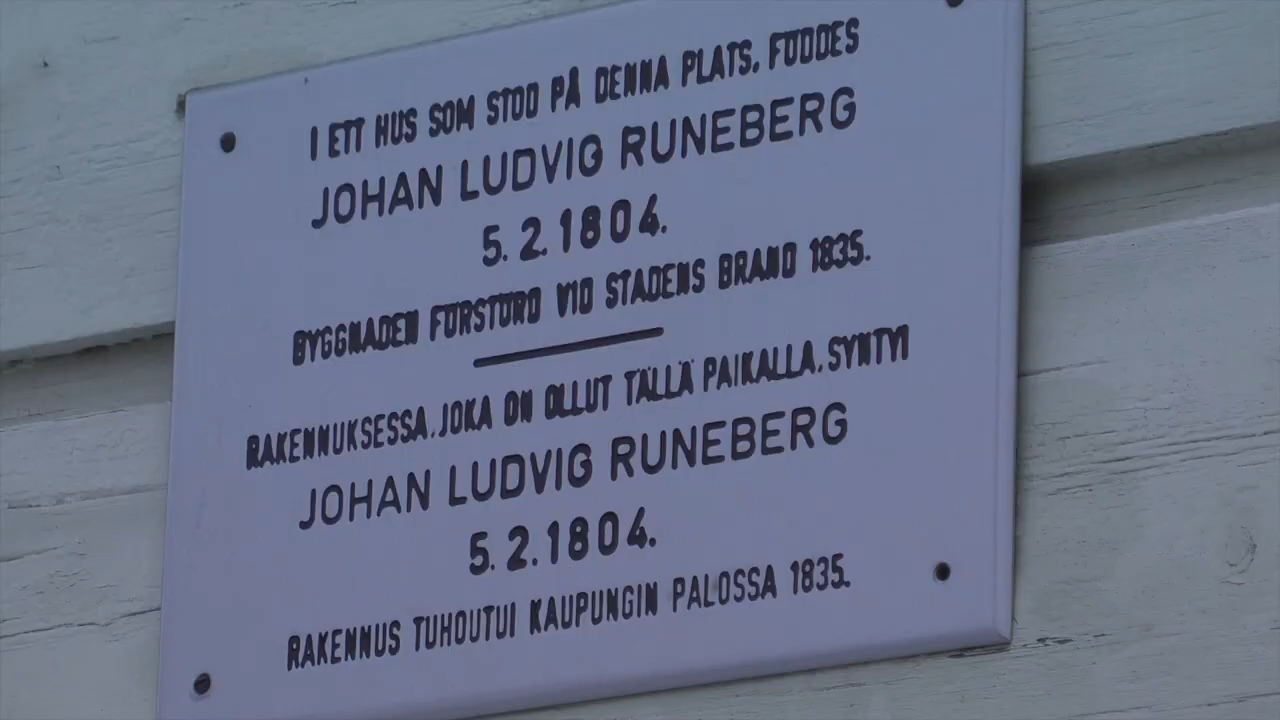 I ETT HUS SOM STOD PÅ DENNA PLATS, FÖDDES
JOHAN LUDVIG RUNEBERG
5.2.1804.
BYGGNADEN FÖRSTÖRD VID STADENS BRAND 1835.
RAKENNUKSESSA, JOKA ON OLLUT TÄLLÄ PAIKALLA, SYNTYI
JOHAN LUDVIG RUNEBERG
5.2.1804.
RAKENNUS TUHOUTUI KAUPUNGIN PALOSSA 1835.